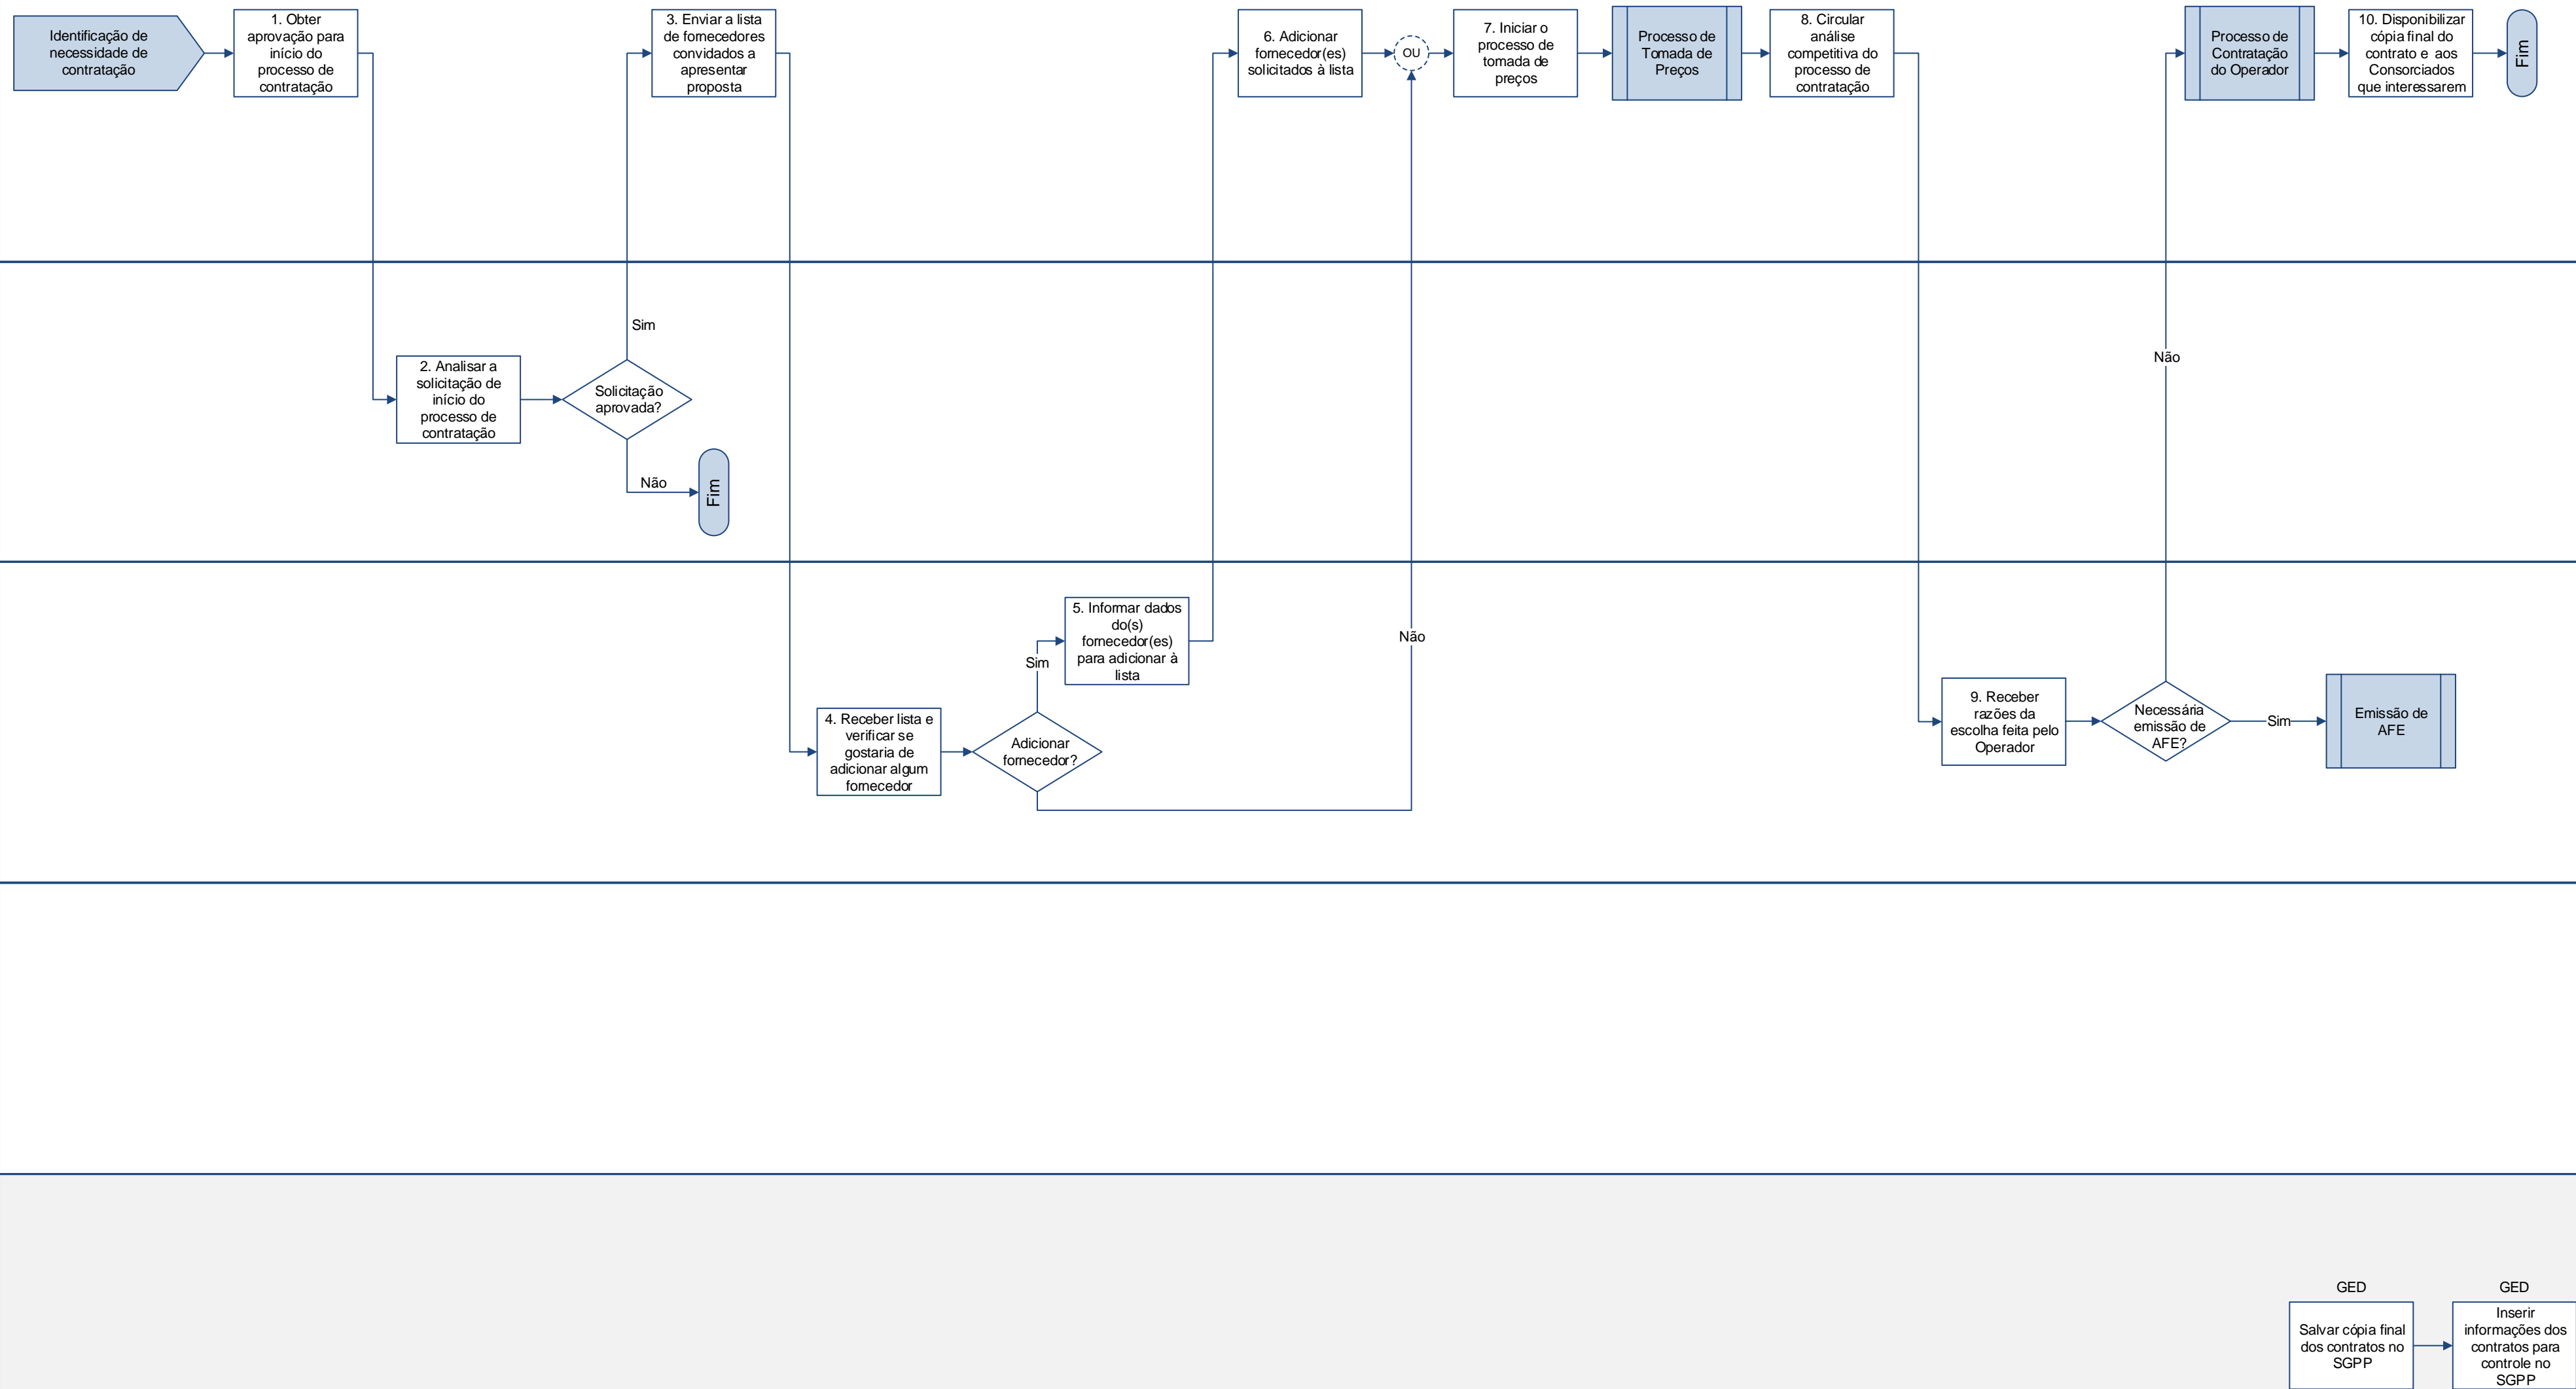 Identificação de
necessidade de
contratação
1. Obter
aprovação para
início do
processo de
contratação
3. Enviar a lista
de fornecedores
convidados a
apresentar
proposta
6. Adicionar
fornecedor(es)
solicitados à lista
OU
7. Iniciar o
processo de
tomada de
preços
Processo de
Tomada de
Preços
8. Circular
análise
competitiva do
processo de
contratação
Processo de
Contratação
do Operador
10. Disponibilizar
cópia final do
contrato e aos
Consorciados
que interessarem
Fim
Sim
2. Analisar a
solicitação de
início do
processo de
contratação
Solicitação
aprovada?
Não
Fim
Não
5. Informar dados
do(s)
fornecedor(es)
para adicionar à
lista
Sim
4. Receber lista e
verificar se
gostaria de
adicionar algum
fornecedor
Adicionar
fornecedor?
Não
9. Receber
razões da
escolha feita pelo
Operador
Necessária
emissão de
AFE?
Sim
Emissão de
AFE
GED
Salvar cópia final
dos contratos no
SGPP
GED
Inserir
informações dos
contratos para
controle no
SGPP